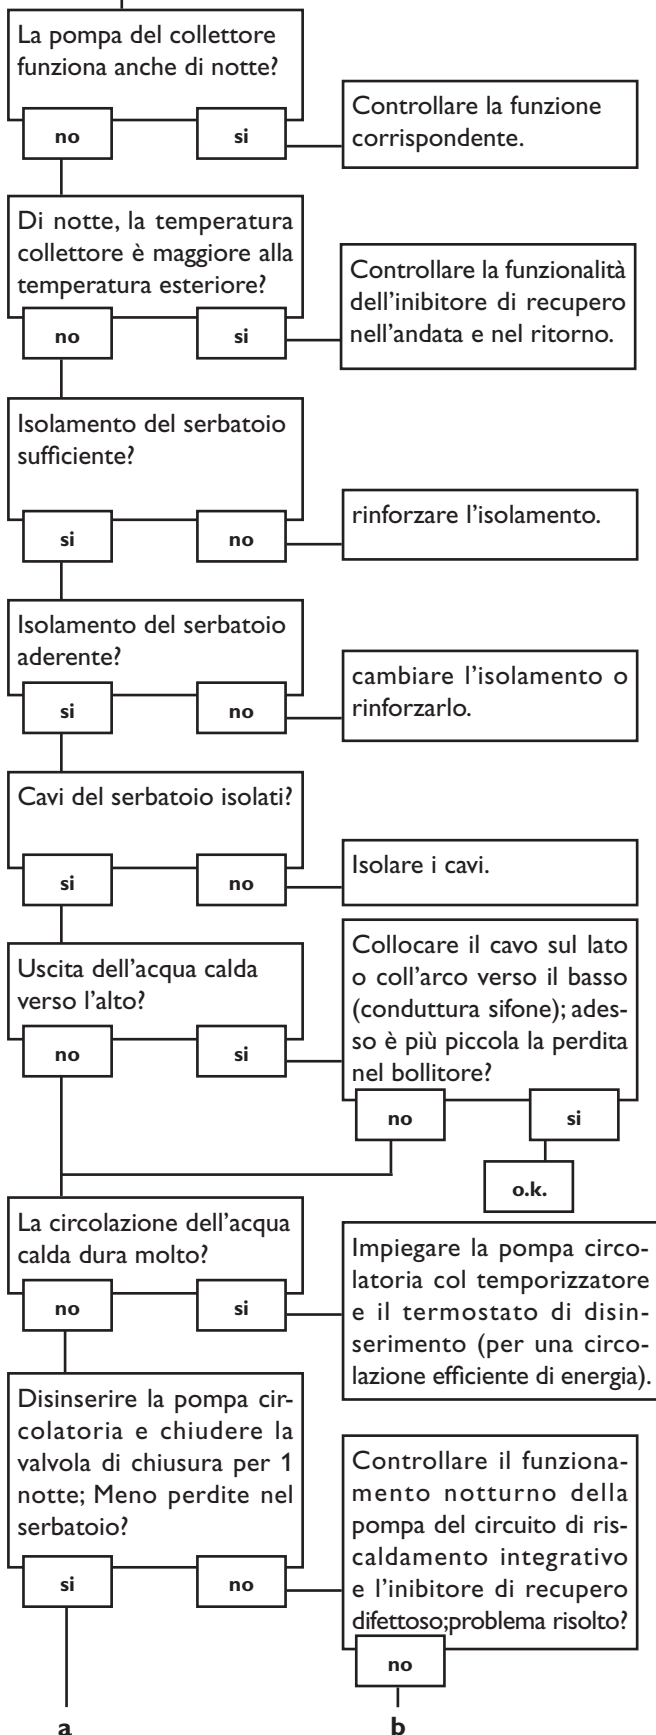 La pompa del collettore
funziona anche di notte?
no
si
Controllare la funzione
corrispondente.
Di notte, la temperatura
collettore è maggiore alla
temperatura esteriore?
no
si
Controllare la funzionalità
dell'inibitore di recupero
nell'andata e nel ritorno.
Isolamento del serbatoio
sufficiente?
si
no
rinforzare l'isolamento.
Isolamento del serbatoio
aderente?
si
no
cambiare l'isolamento o
rinforzarlo.
Cavi del serbatoio isolati?
si
no
Isolare i cavi.
Uscita dell'acqua calda
verso l'alto?
no
si
Collocare il cavo sul lato
o coll'arco verso il basso
(conduttura sifone); ades-
so è più piccola la perdita
nel bollitore?
no
si
o.k.
La circolazione dell'acqua
calda dura molto?
no
si
Impiegare la pompa circo-
latoria col temporizzatore
e il termostato di disin-
serimento (per una circo-
lazione efficiente di energia).
Disinserire la pompa cir-
colatoria e chiudere la
valvola di chiusura per 1
notte; Meno perdite nel
serbatoio?
si
no
Controllare il funziona-
mento notturno della
pompa del circuito di ris-
caldamento integrativo
e l'inibitore di recupero
difettoso;problema risolto?
no
a
b